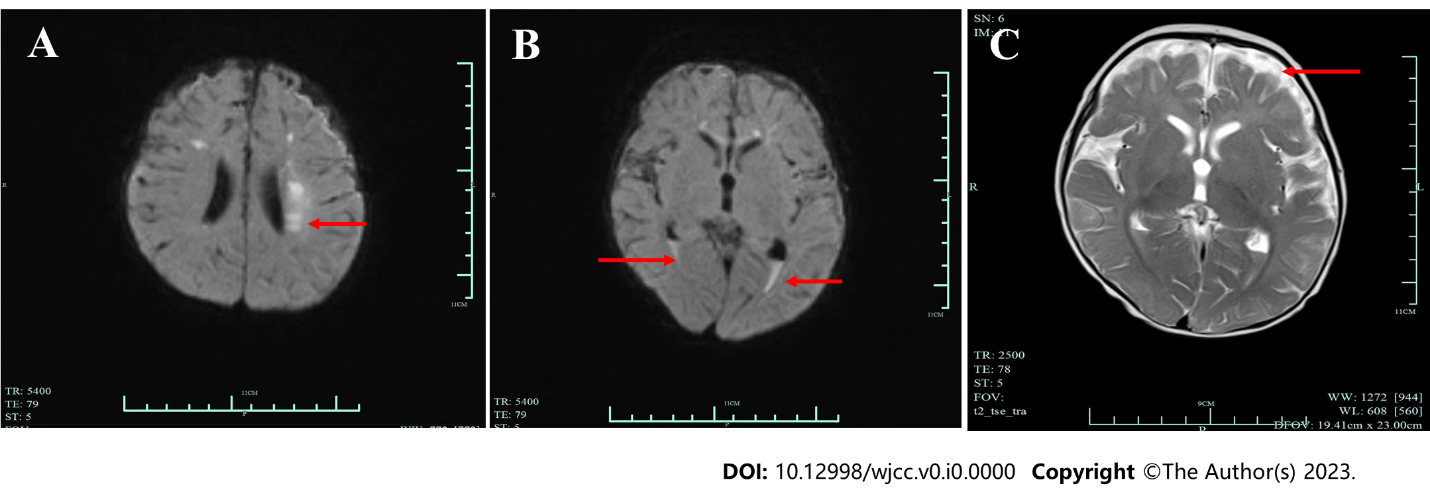 A
R
L
11CM
TR: 5400
TE: 79
ST: 5
11CM
P
B
R
L
11CM
TR: 5400
TE: 79
ST: 5
11CM
P
SN: 6
C
R
L
11CM
TR: 2500
TE: 78
ST: 5
FOV:
t2_tse_tra
9CM
WW: 1272 [944]
WL: 608 [560]
DFOV: 19.41cm x 23.00cm
DOI: 10.12998/wjcc.v0.i0.0000 Copyright ©The Author(s) 2023.